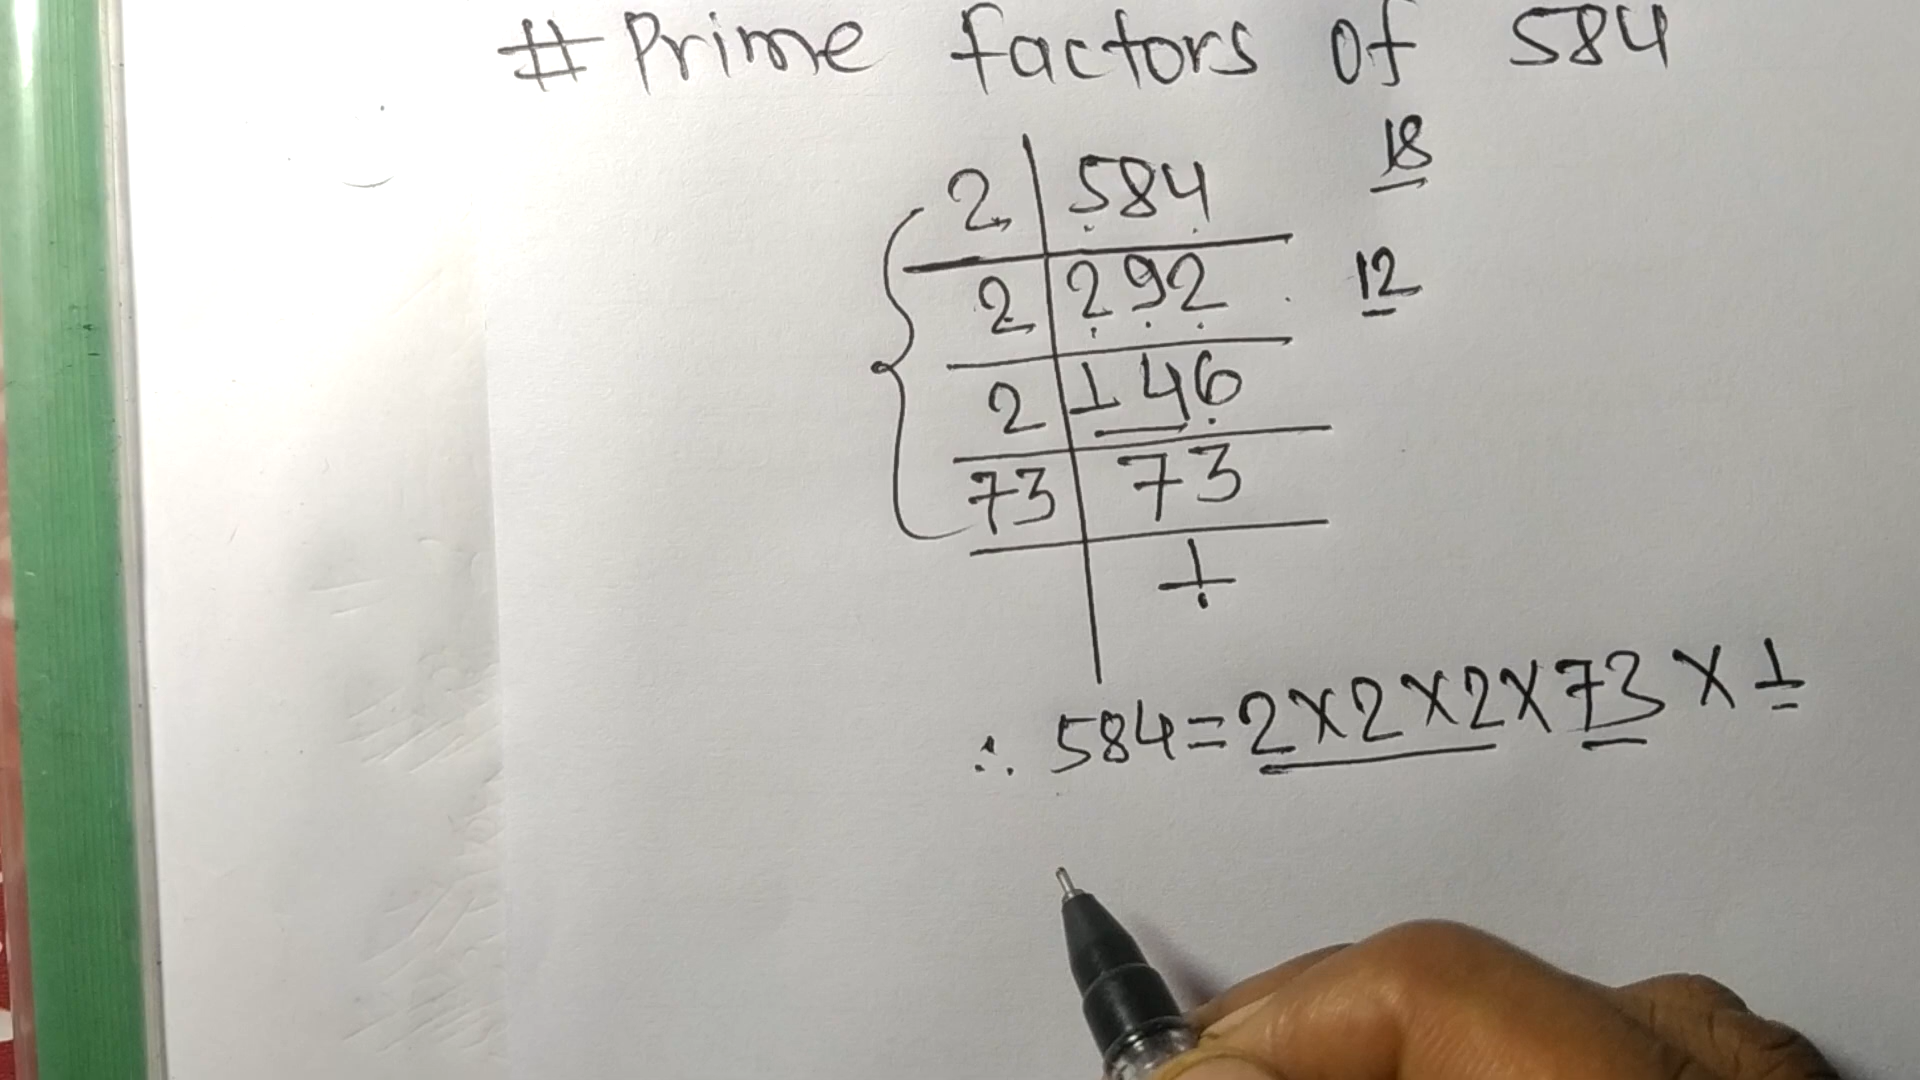 # Prime factors of 584
18
2 | 584
12
2 | 292
2 | 146
73 | 73
1
∴ 584 = 2 × 2 × 2 × 73 × 1